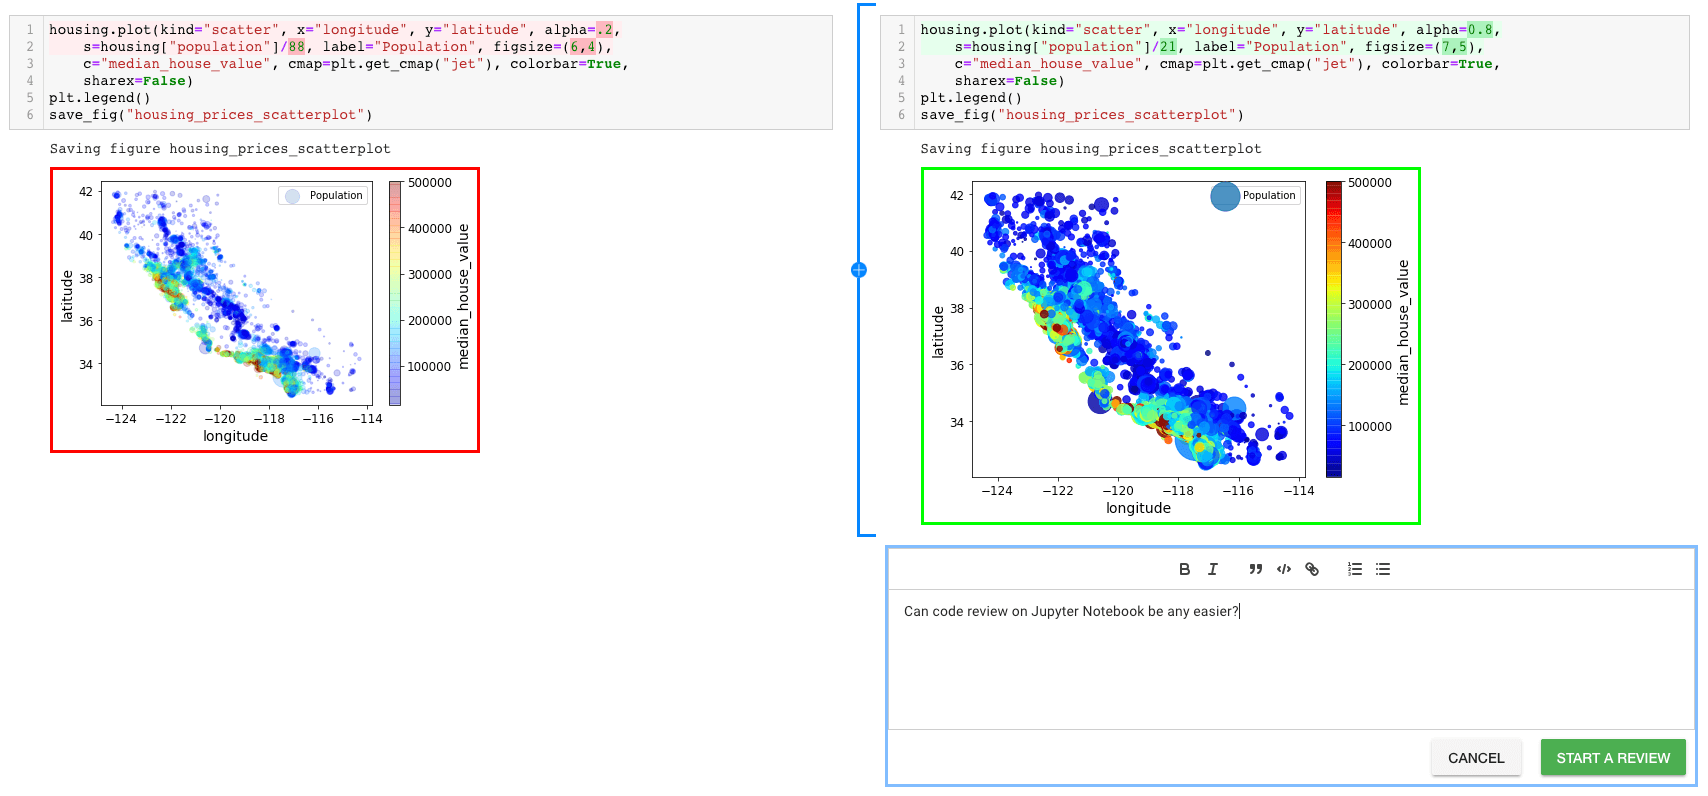 1 housing.plot(kind="scatter", x="longitude", y="latitude", alpha=.2,
2     s=housing["population"]/88, label="Population", figsize=(6,4),
3     c="median_house_value", cmap=plt.get_cmap("jet"), colorbar=True,
4     sharex=False)
5 plt.legend()
6 save_fig("housing_prices_scatterplot")
Saving figure housing_prices_scatterplot
Population
42
40
38
36
34
latitude
−124 −122 −120 −118 −116 −114
longitude
500000
400000
300000
200000
100000
median_house_value
1 housing.plot(kind="scatter", x="longitude", y="latitude", alpha=0.8,
2     s=housing["population"]/21, label="Population", figsize=(7,5),
3     c="median_house_value", cmap=plt.get_cmap("jet"), colorbar=True,
4     sharex=False)
5 plt.legend()
6 save_fig("housing_prices_scatterplot")
Saving figure housing_prices_scatterplot
Population
42
40
38
36
34
latitude
−124 −122 −120 −118 −116 −114
longitude
500000
400000
300000
200000
100000
median_house_value
B I
Can code review on Jupyter Notebook be any easier?
CANCEL START A REVIEW